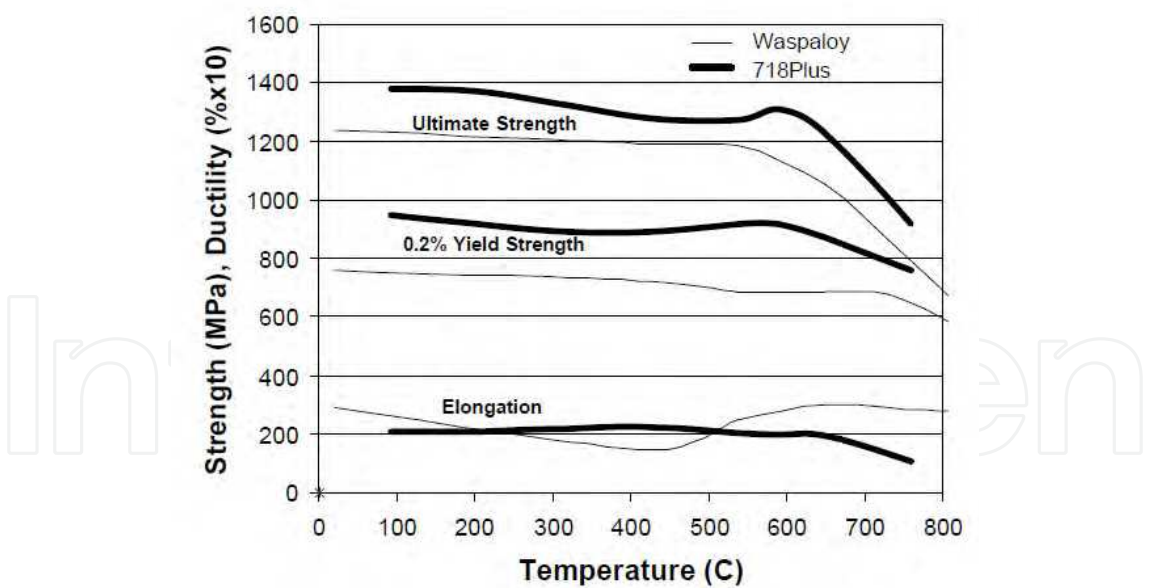 Strength (MPa), Ductility (%x10)
1600
1400
1200
1000
800
600
400
200
0
Waspaloy
718Plus
Ultimate Strength
0.2% Yield Strength
Elongation
0 100 200 300 400 500 600 700 800
Temperature (C)